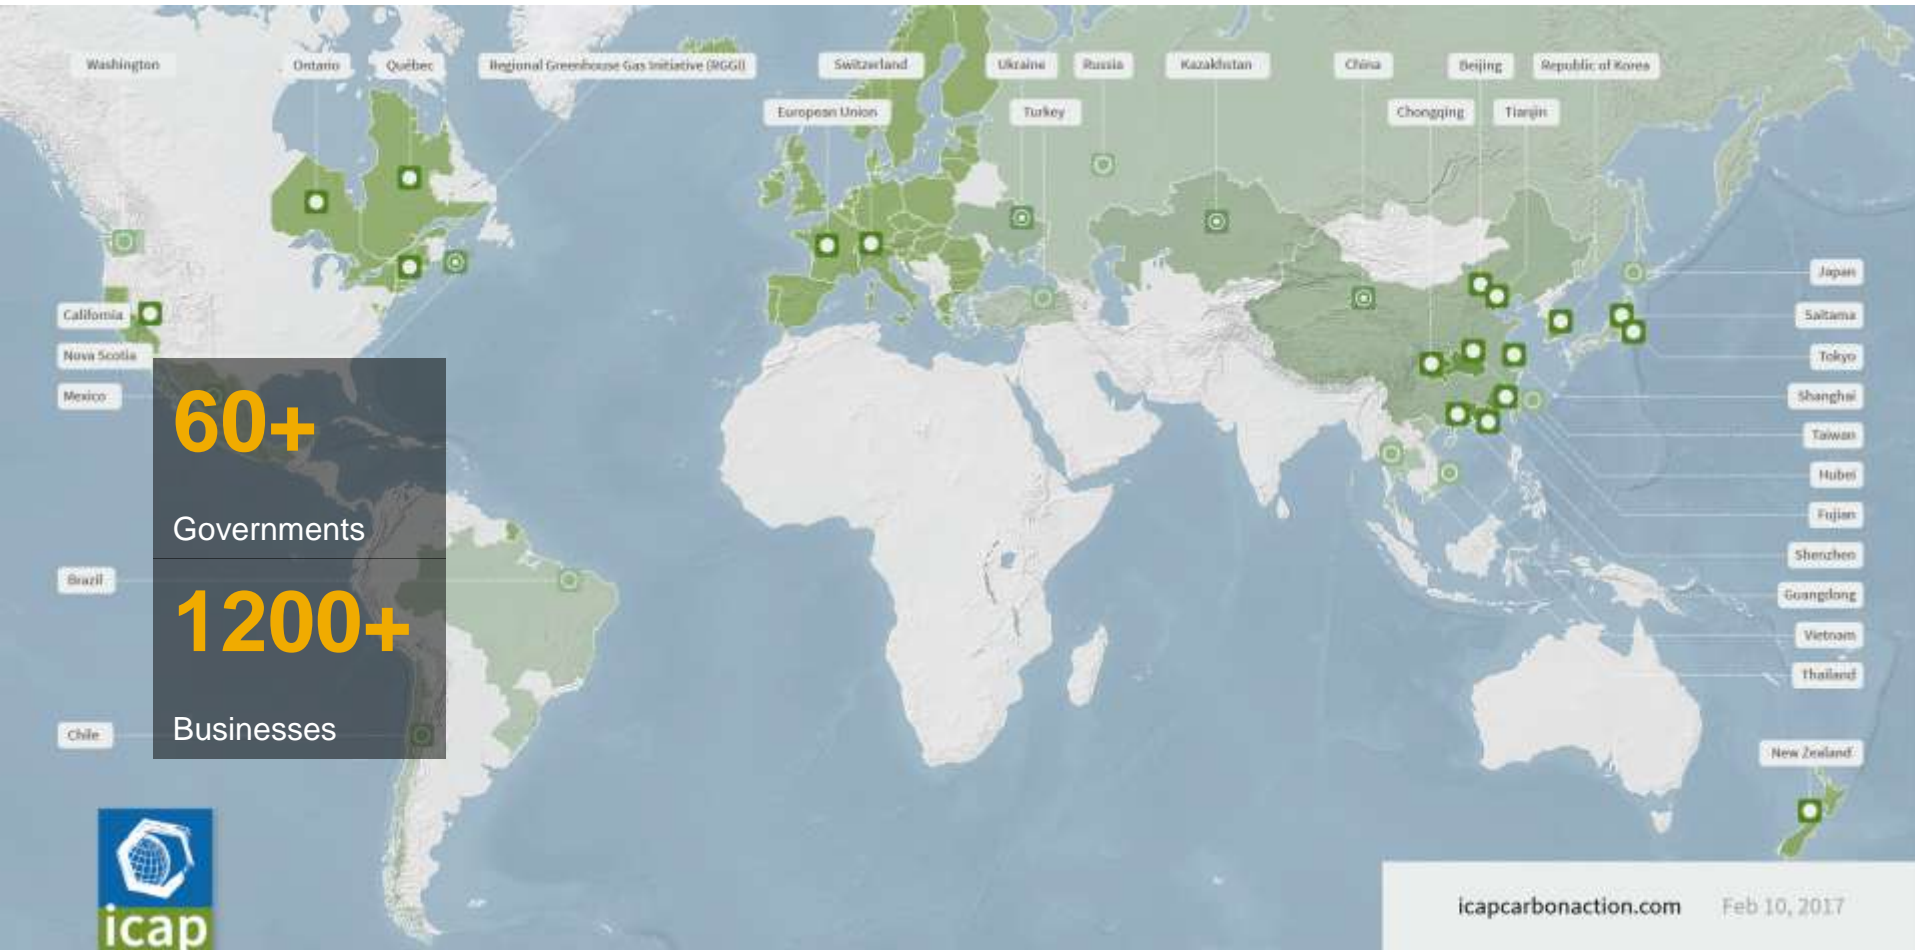 Washington
Ontario
Québec
Regional Greenhouse Gas Initiative (RGGI)
Switzerland
Ukraine
Russia
Kazakhstan
China
Beijing
Republic of Korea
European Union
Turkey
Chongqing
Tianjin
California
Nova Scotia
Mexico
60+
Governments
1200+
Businesses
Brazil
Chile
Japan
Saitama
Tokyo
Shanghai
Taiwan
Hubei
Fujian
Shenzhen
Guangdong
Vietnam
Thailand
New Zealand
icap
icapcarbonaction.com Feb 10, 2017